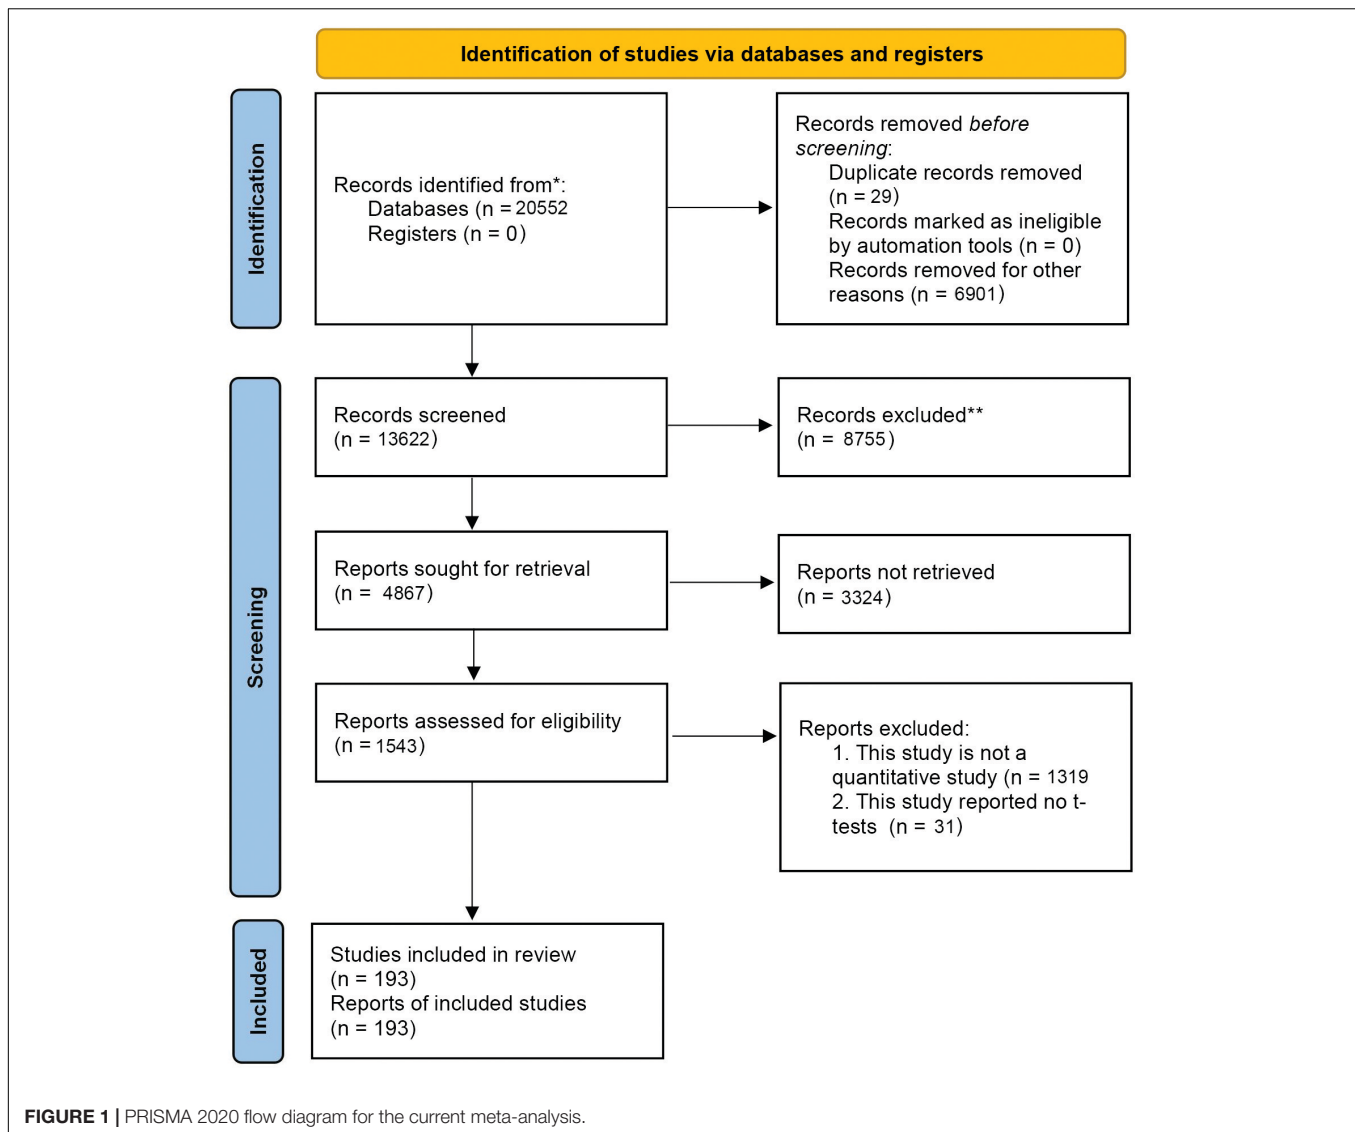 Identification of studies via databases and registers
Identification
Records identified from*:
Databases (n = 20552
Registers (n = 0)
Records removed before
screening:
Duplicate records removed
(n = 29)
Records marked as ineligible
by automation tools (n = 0)
Records removed for other
reasons (n = 6901)
Screening
Records screened
(n = 13622)
Records excluded**
(n = 8755)
Reports sought for retrieval
(n = 4867)
Reports not retrieved
(n = 3324)
Reports assessed for eligibility
(n = 1543)
Reports excluded:
1. This study is not a
quantitative study (n = 1319
2. This study reported no t-
tests (n = 31)
Included
Studies included in review
(n = 193)
Reports of included studies
(n = 193)
FIGURE 1 | PRISMA 2020 flow diagram for the current meta-analysis.